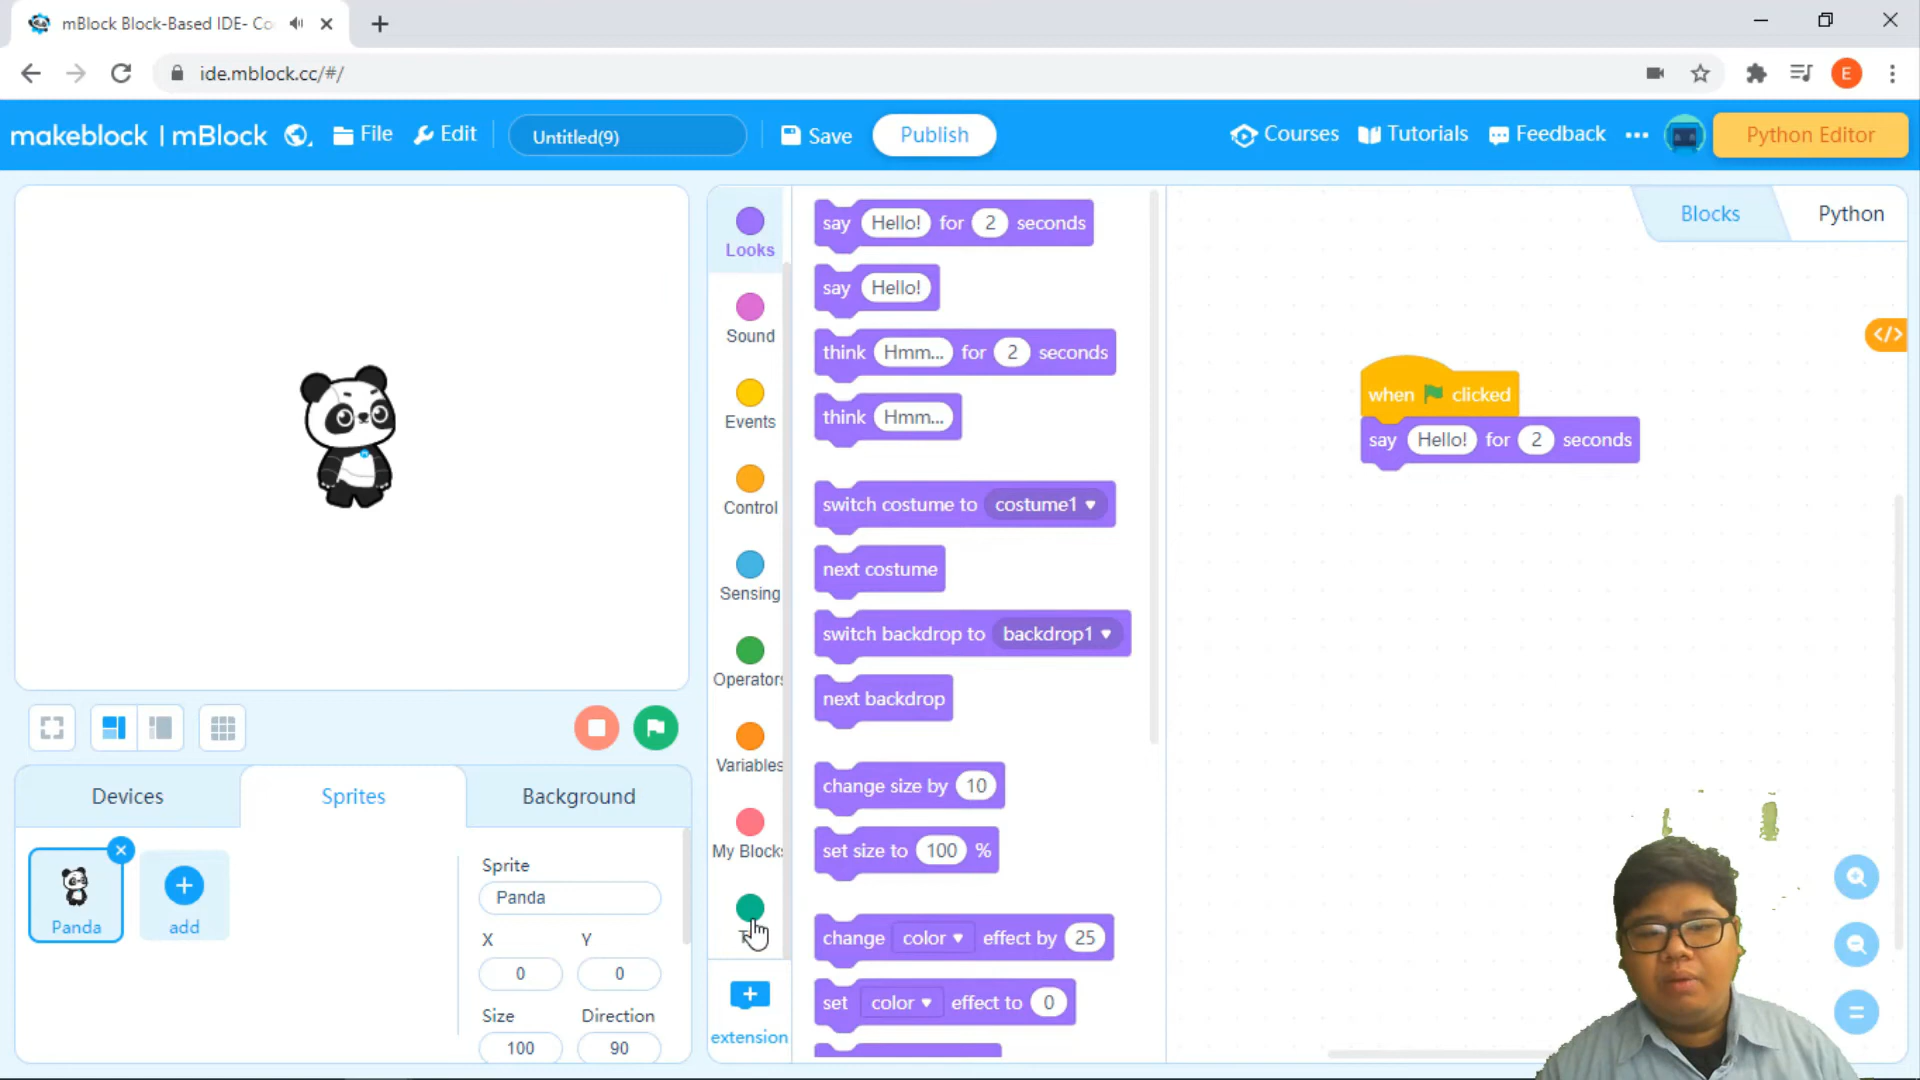 mBlock Block-Based IDE- Co
ide.mblock.cc/#/
E
makeblock | mBlock
File
Edit
Untitled(9)
Save
Publish
Courses
Tutorials
Feedback
Python Editor
Looks
Sound
Events
Control
Sensing
Operators
Variables
My Blocks
extension
say Hello! for 2 seconds
say Hello!
think Hmm... for 2 seconds
think Hmm...
switch costume to costume1
next costume
switch backdrop to backdrop1
next backdrop
change size by 10
set size to 100 %
change color effect by 25
set color effect to 0
Blocks
Python
</>
when clicked
say Hello! for 2 seconds
Devices
Sprites
Background
Panda
add
Sprite
Panda
X
Y
0
0
Size
Direction
100
90